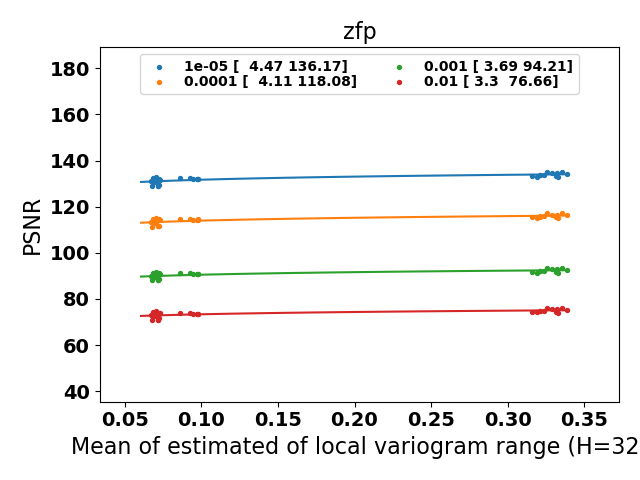 zfp
1e-05 [  4.47 136.17]
0.0001 [  4.11 118.08]
0.001 [ 3.69 94.21]
0.01 [ 3.3  76.66]
PSNR
180
160
140
120
100
80
60
40
0.05 0.10 0.15 0.20 0.25 0.30 0.35
Mean of estimated of local variogram range (H=32